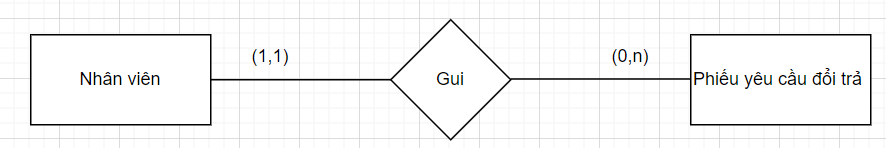 (1,1)
(0,n)
Nhân viên
Gui
Phiếu yêu cầu đổi trả